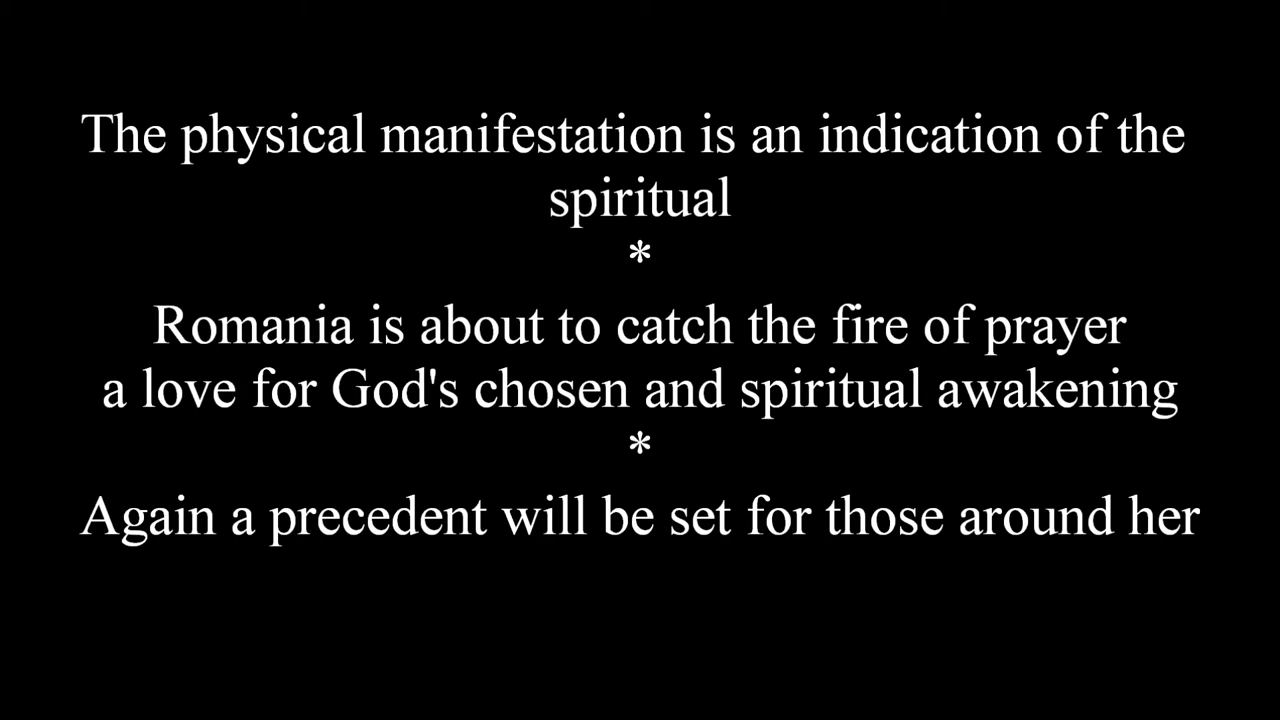 The physical manifestation is an indication of the
spiritual
*
Romania is about to catch the fire of prayer
a love for God's chosen and spiritual awakening
*
Again a precedent will be set for those around her